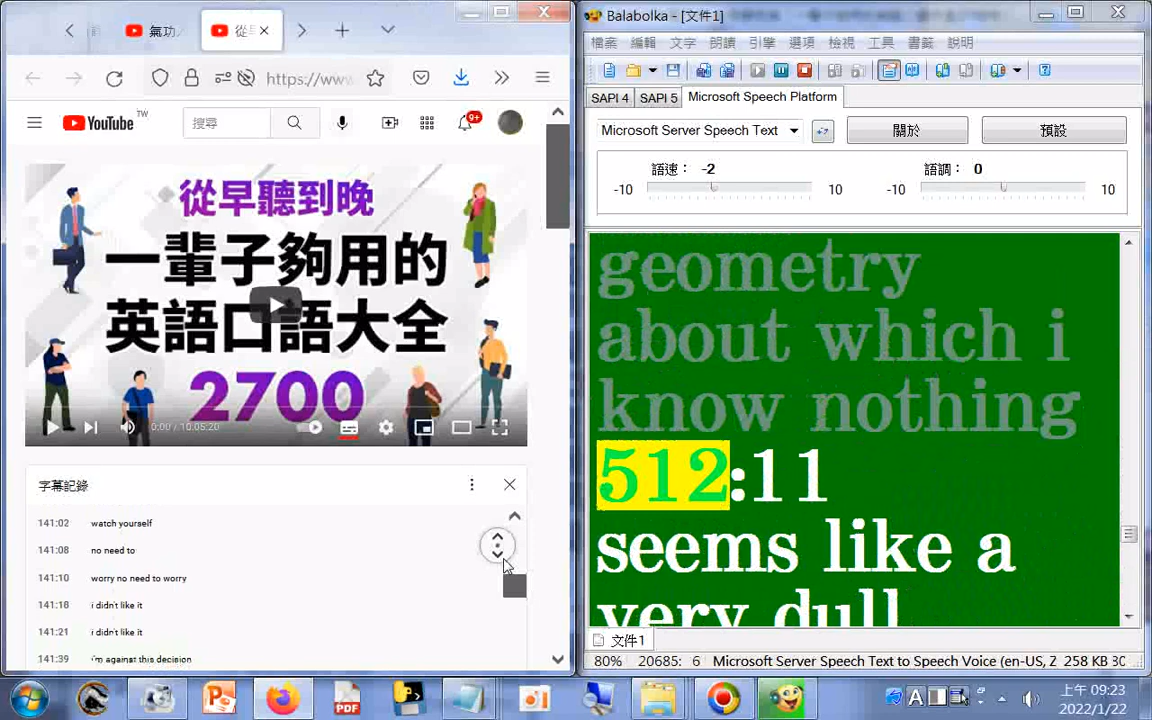 氣功
從
https://www
YouTube TW
搜尋
9+
從早聽到晚
一輩子夠用的
英語口語大全
2700
0:00 / 10:05:20
字幕記錄
141:02 watch yourself
141:08 no need to
141:10 worry no need to worry
141:18 i didn't like it
141:21 i didn't like it
141:39 i'm against this decision
Balabolka - [文件1]
檔案 編輯 文字 朗讀 引擎 選項 檢視 工具 書籤 說明
SAPI 4 SAPI 5 Microsoft Speech Platform
Microsoft Server Speech Text
關於
預設
語速： -2
語調： 0
-10 10 -10 10
geometry
about which i
know nothing
512:11
seems like a
very dull
文件1
80% 20685: 6 Microsoft Server Speech Text to Speech Voice (en-US, Z 258 KB
PDF
A
上午 09:23
2022/1/22